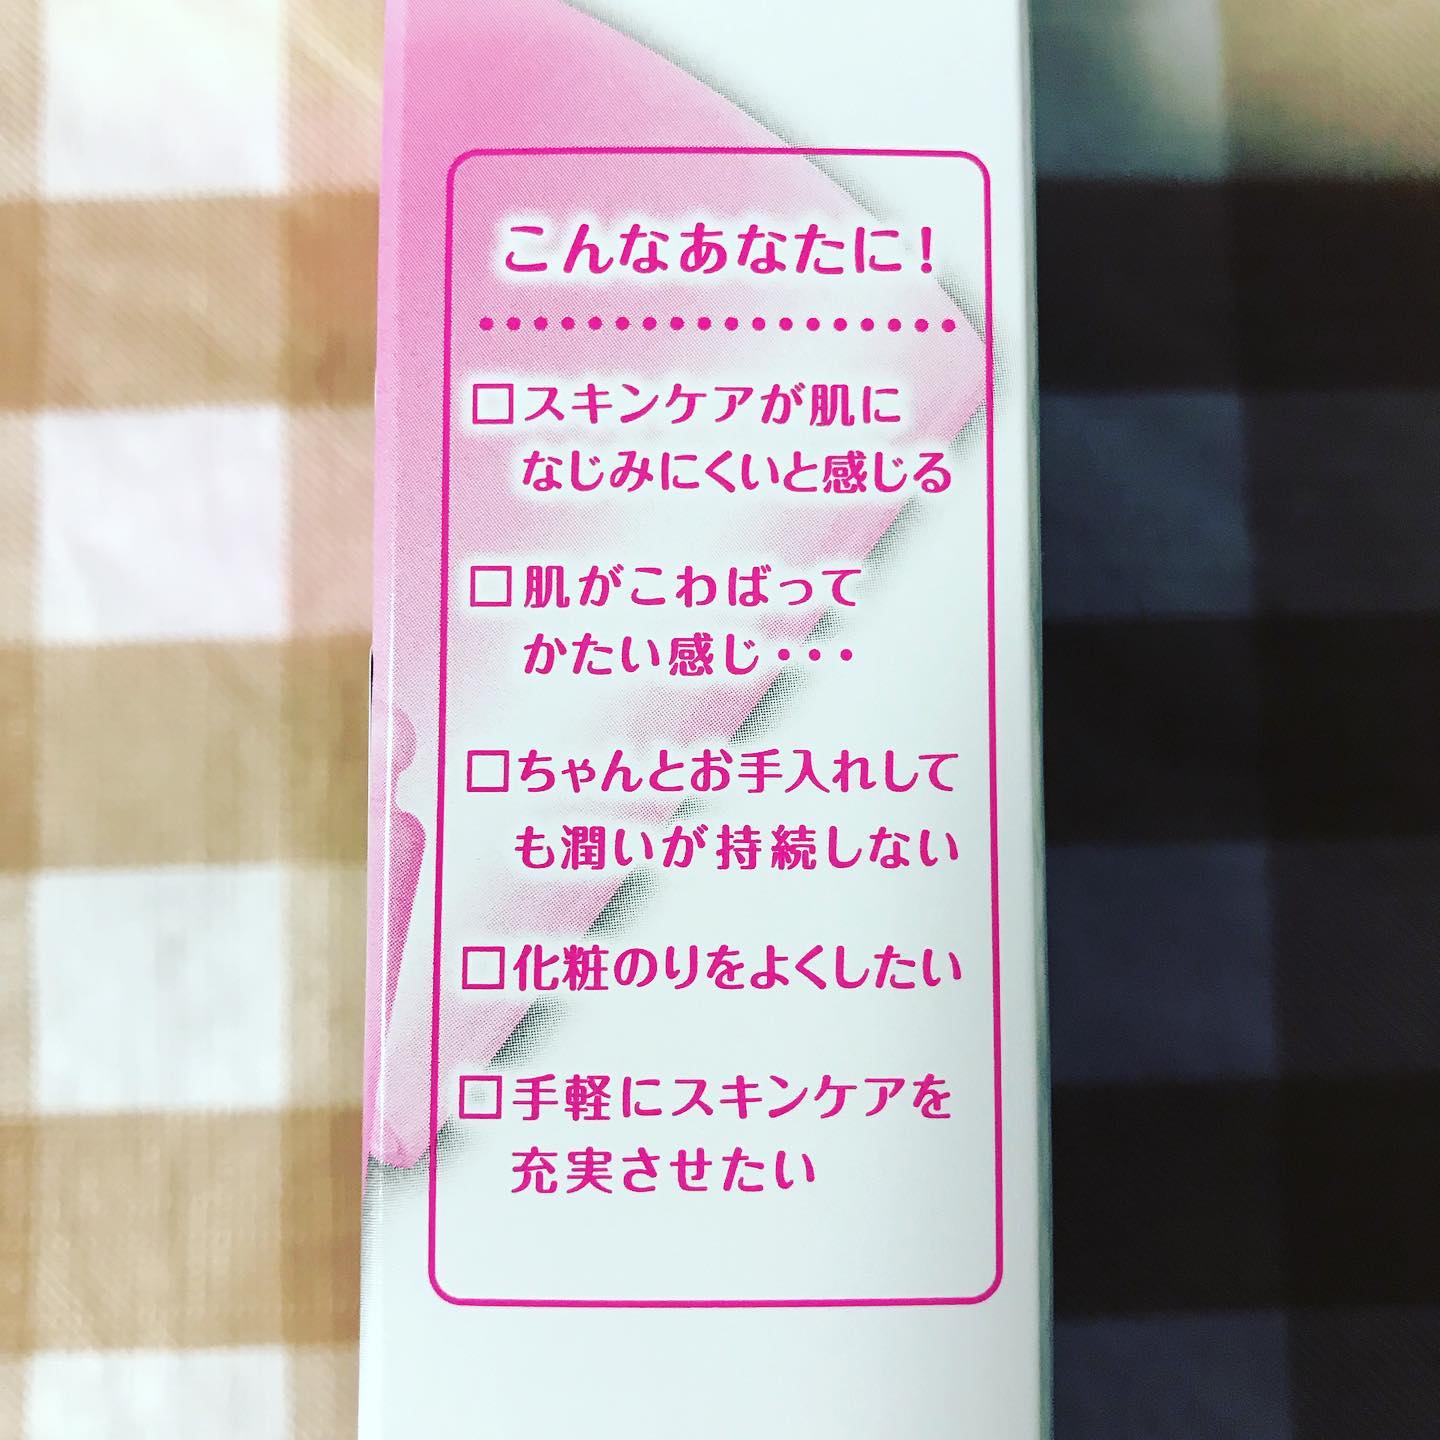 こんなあなたに！
□スキンケアが肌に
なじみにくいと感じる
□肌がこわばって
かたい感じ・・・
□ちゃんとお手入れして
も潤いが持続しない
□化粧のりをよくしたい
□手軽にスキンケアを
充実させたい